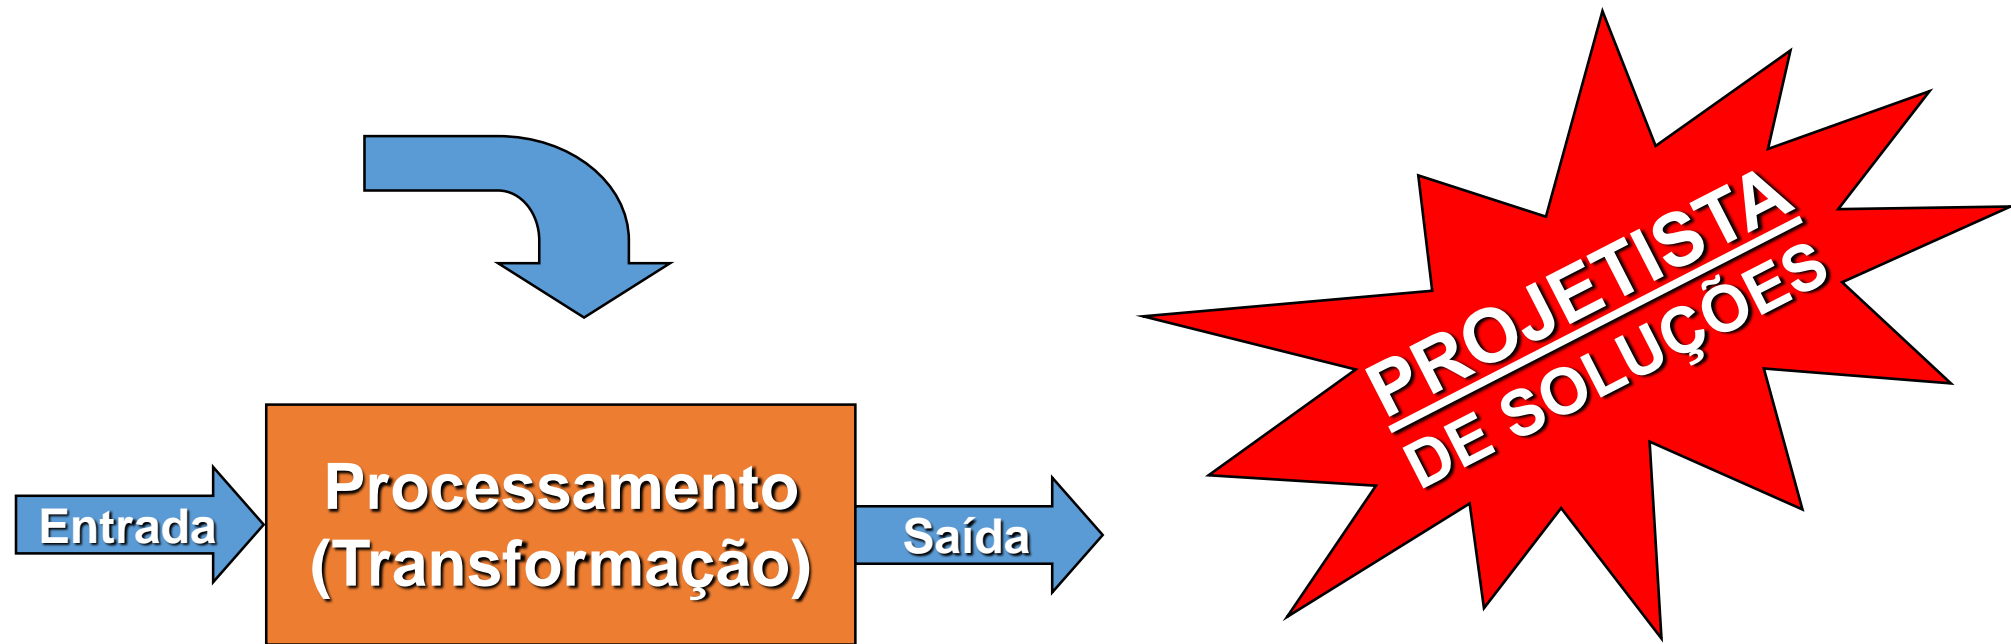 Entrada
Processamento
(Transformação)
Saída
PROJETISTA
DE SOLUÇÕES